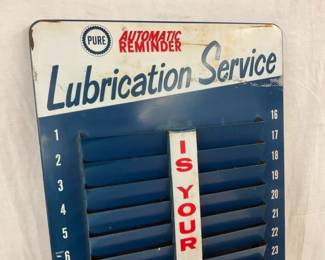 PURE
AUTOMATIC
REMINDER
Lubrication Service
1
2
3
4
5
6
16
17
18
19
20
21
22
23
IS YOUR